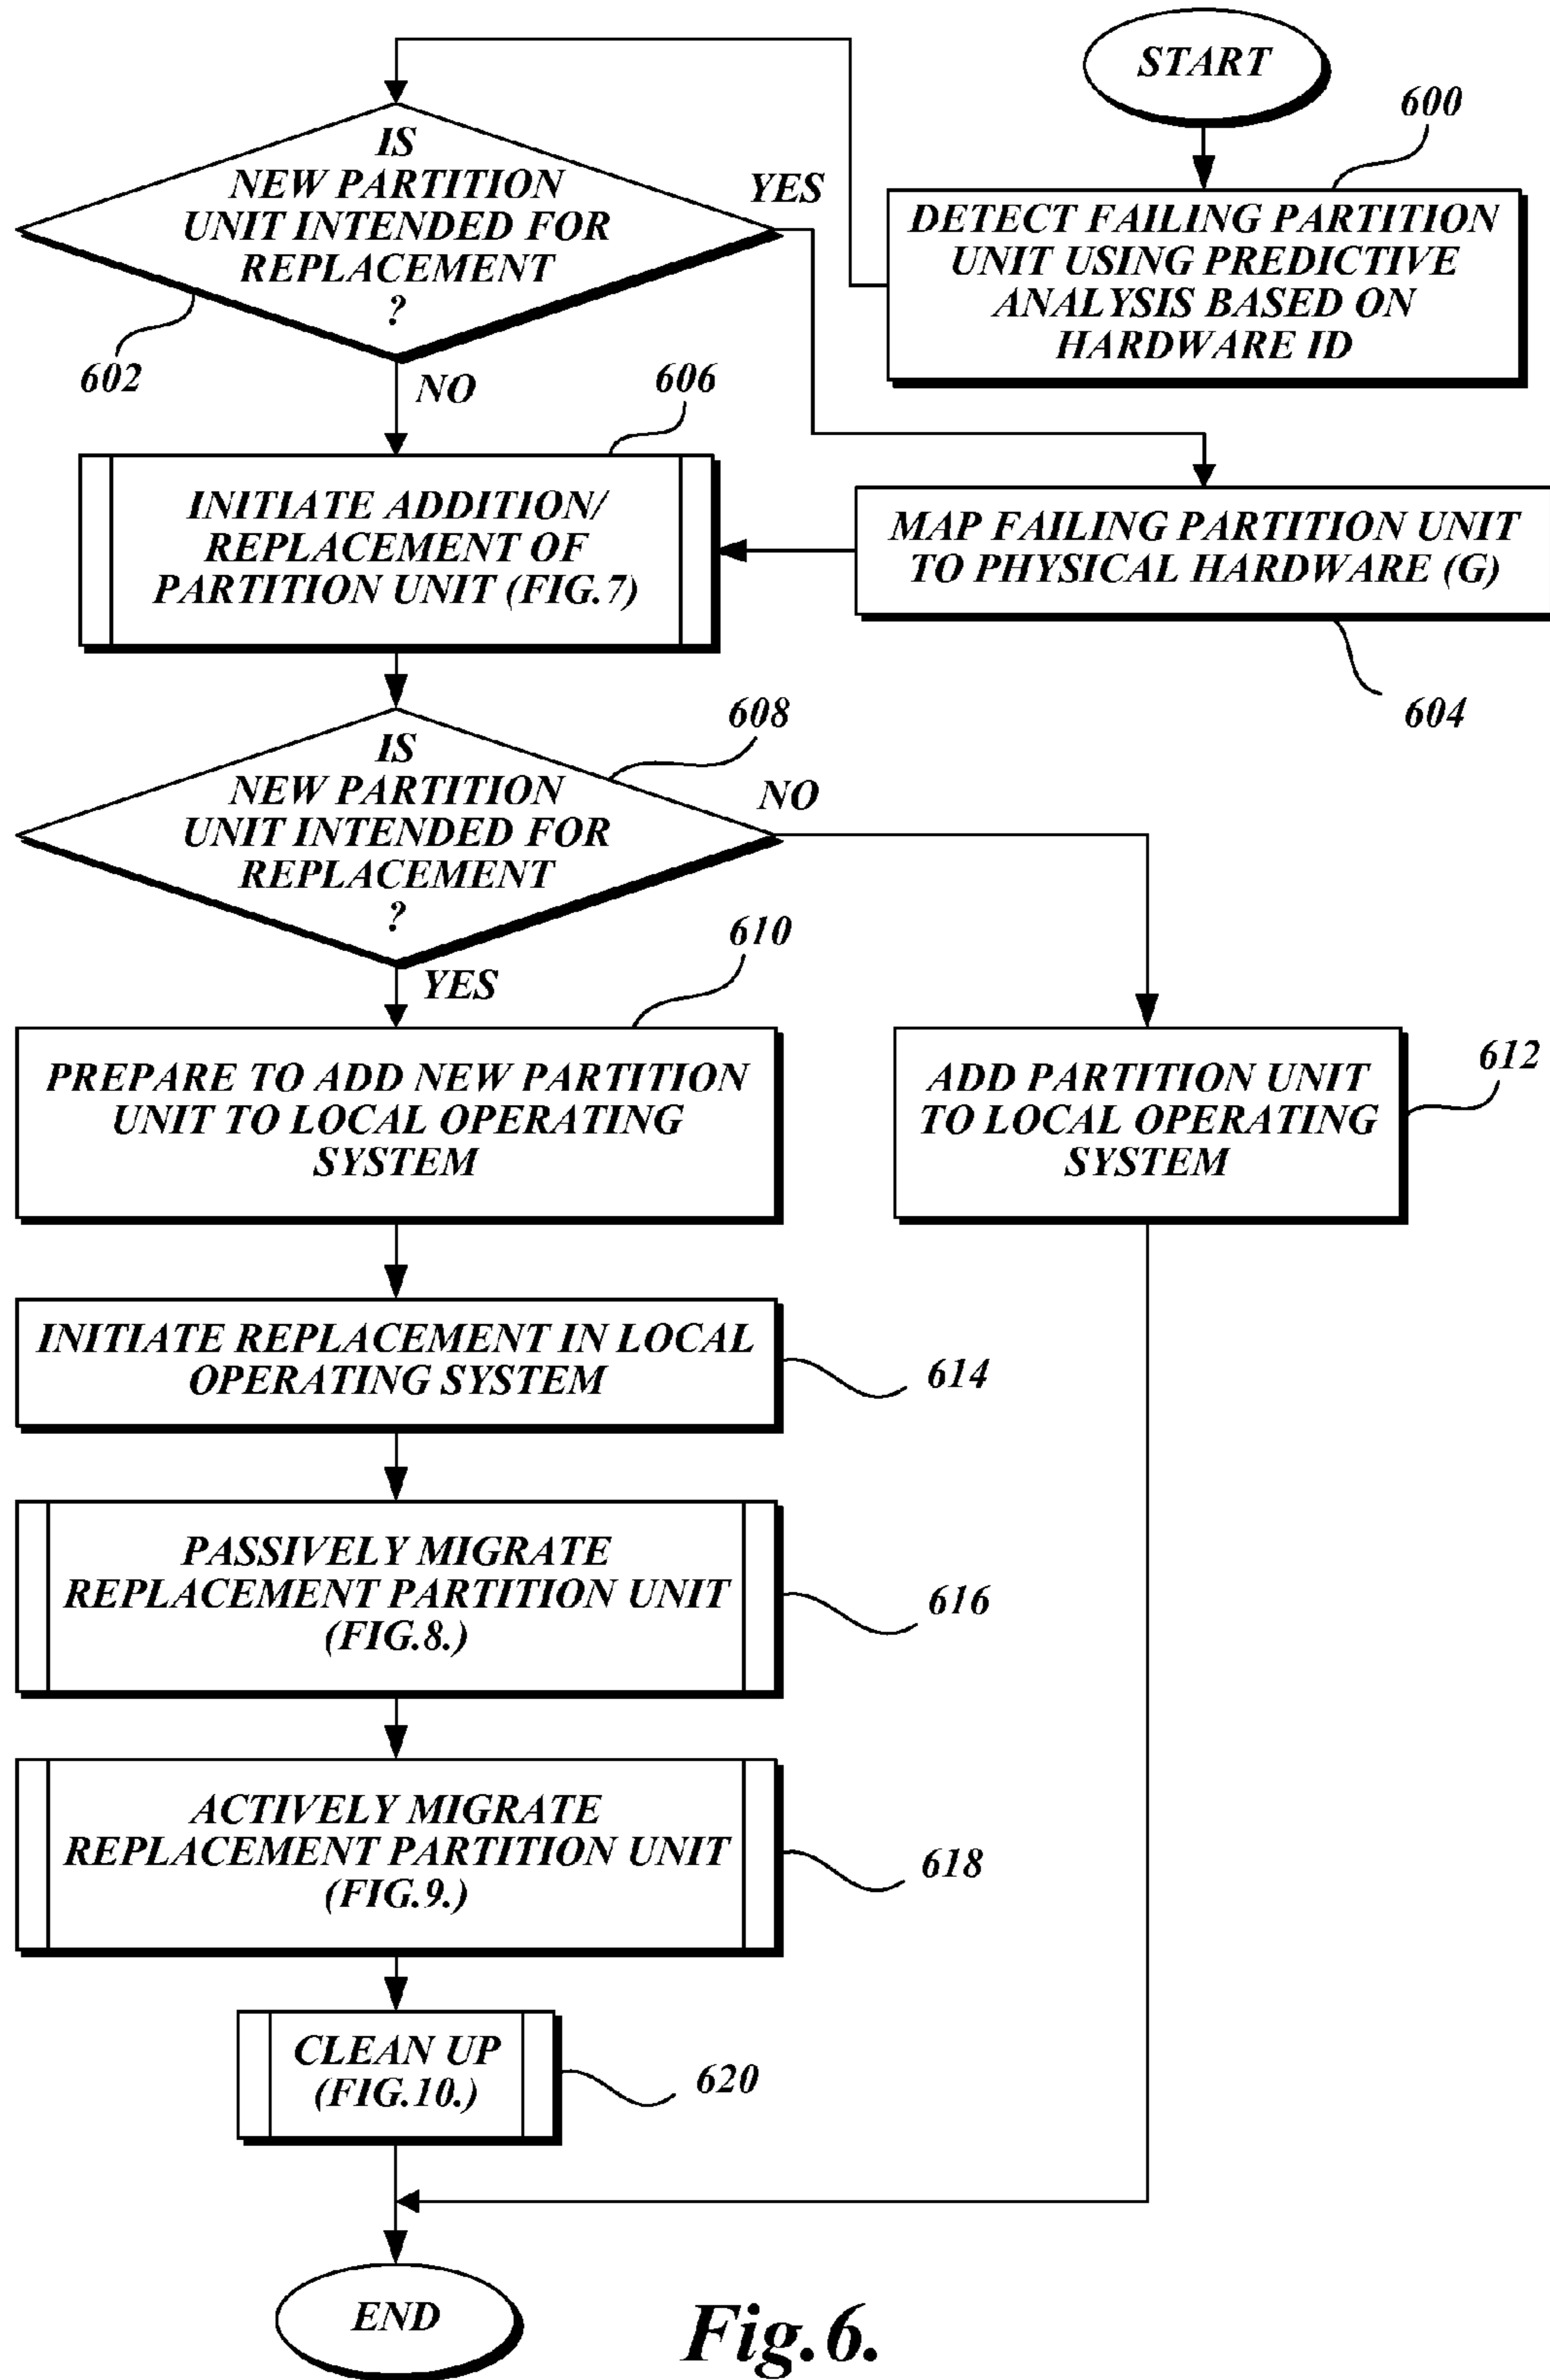 START
600
DETECT FAILING PARTITION
UNIT USING PREDICTIVE
ANALYSIS BASED ON
HARDWARE ID
IS
NEW PARTITION
UNIT INTENDED FOR
REPLACEMENT
?
YES
602
NO
606
INITIATE ADDITION/
REPLACEMENT OF
PARTITION UNIT (FIG.7)
MAP FAILING PARTITION UNIT
TO PHYSICAL HARDWARE (G)
604
608
IS
NEW PARTITION
UNIT INTENDED FOR
REPLACEMENT
?
NO
YES
610
PREPARE TO ADD NEW PARTITION
UNIT TO LOCAL OPERATING
SYSTEM
612
ADD PARTITION UNIT
TO LOCAL OPERATING
SYSTEM
INITIATE REPLACEMENT IN LOCAL
OPERATING SYSTEM
614
PASSIVELY MIGRATE
REPLACEMENT PARTITION UNIT
(FIG.8.)
616
ACTIVELY MIGRATE
REPLACEMENT PARTITION UNIT
(FIG.9.)
618
CLEAN UP
(FIG.10.)
620
END
Fig.6.